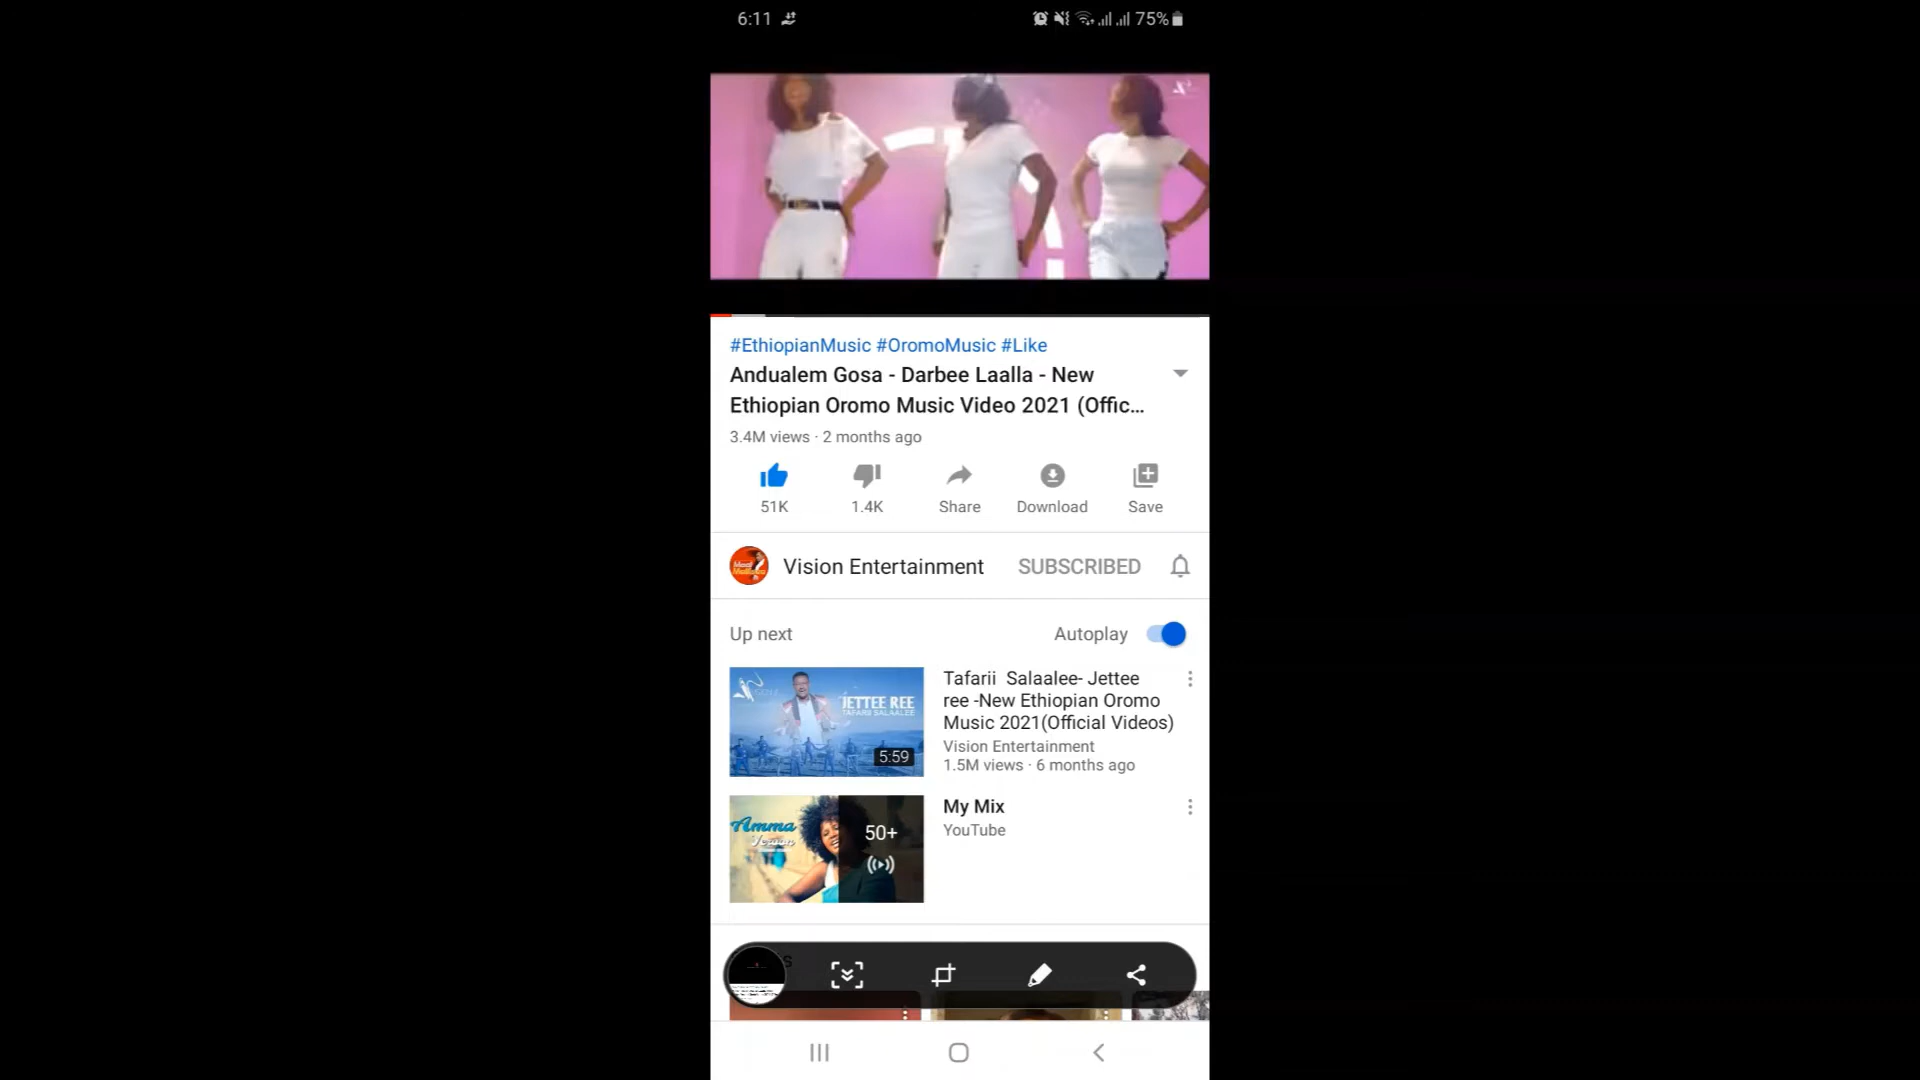 6:11 75%
#EthiopianMusic #OromoMusic #Like
Andualem Gosa - Darbee Laalla - New
Ethiopian Oromo Music Video 2021 (Offic...
3.4M views · 2 months ago
51K 1.4K Share Download Save
Vision Entertainment SUBSCRIBED
Up next Autoplay
JETTEE REE
TAFARII SALAALEE
5:59
Tafarii Salaalee- Jettee
ree -New Ethiopian Oromo
Music 2021(Official Videos)
Vision Entertainment
1.5M views · 6 months ago
Amma
50+
My Mix
YouTube